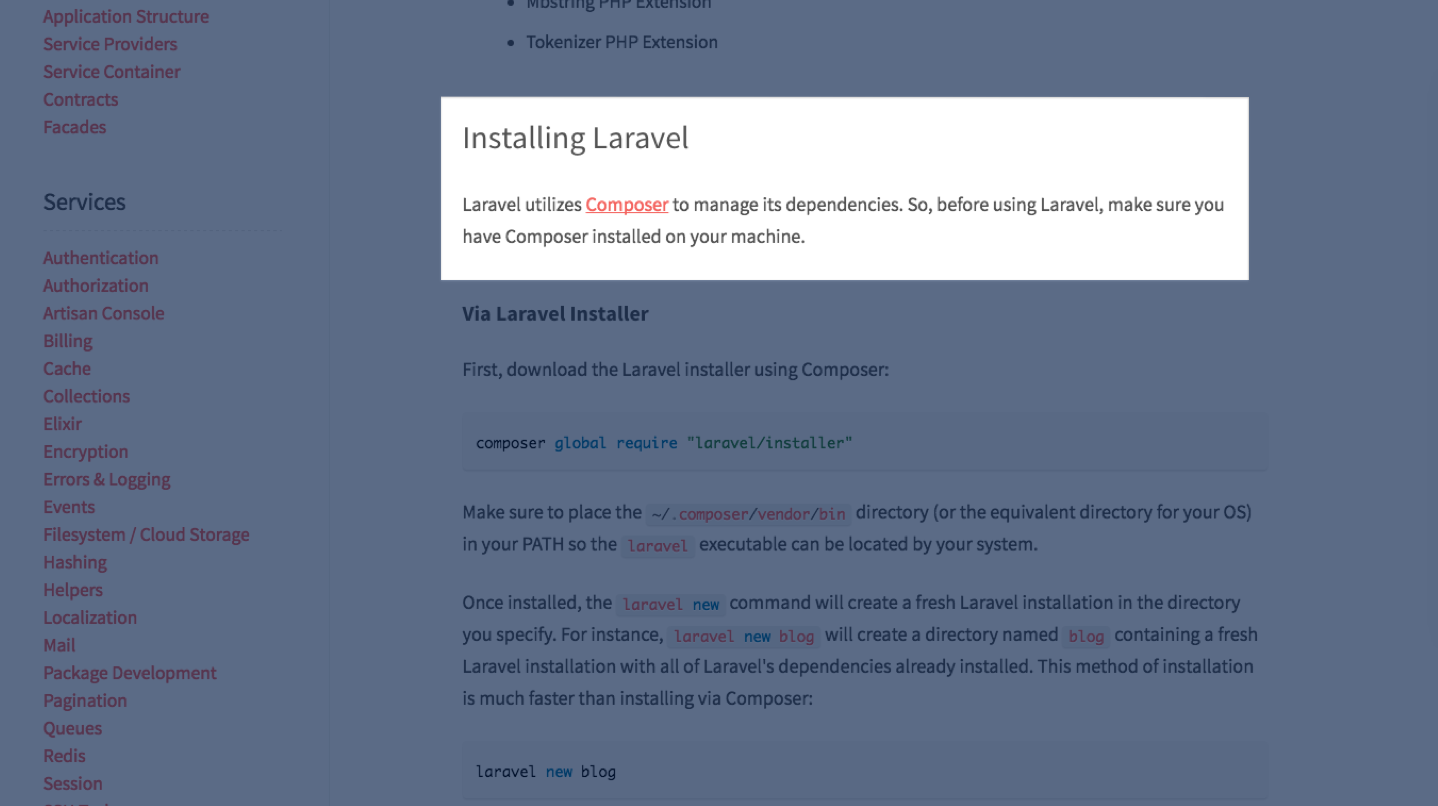 Application Structure
Service Providers
Service Container
Contracts
Facades
Services
Authentication
Authorization
Artisan Console
Billing
Cache
Collections
Elixir
Encryption
Errors & Logging
Events
Filesystem / Cloud Storage
Hashing
Helpers
Localization
Mail
Package Development
Pagination
Queues
Redis
Session
• Mbstring PHP Extension
• Tokenizer PHP Extension
Installing Laravel
Laravel utilizes Composer to manage its dependencies. So, before using Laravel, make sure you
have Composer installed on your machine.
Via Laravel Installer
First, download the Laravel installer using Composer:
composer global require "laravel/installer"
Make sure to place the ~/.composer/vendor/bin directory (or the equivalent directory for your OS)
in your PATH so the laravel executable can be located by your system.
Once installed, the laravel new command will create a fresh Laravel installation in the directory
you specify. For instance, laravel new blog will create a directory named blog containing a fresh
Laravel installation with all of Laravel's dependencies already installed. This method of installation
is much faster than installing via Composer:
laravel new blog